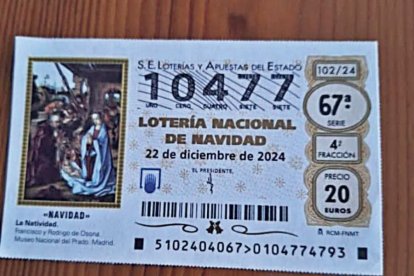 S.E. LOTERÍAS Y APUESTAS DEL ESTADO
102/24
10477
UNO CERO CUATRO SIETE SIETE
67ª
SERIE
LOTERÍA NACIONAL
DE NAVIDAD
4ª
FRACCIÓN
22 de diciembre de 2024
EL PRESIDENTE,
PRECIO
20
EUROS
«NAVIDAD»
La Natividad.
Francisco y Rodrigo de Osona.
Museo Nacional del Prado. Madrid.
RCM-FNMT
5102404067>0104774793